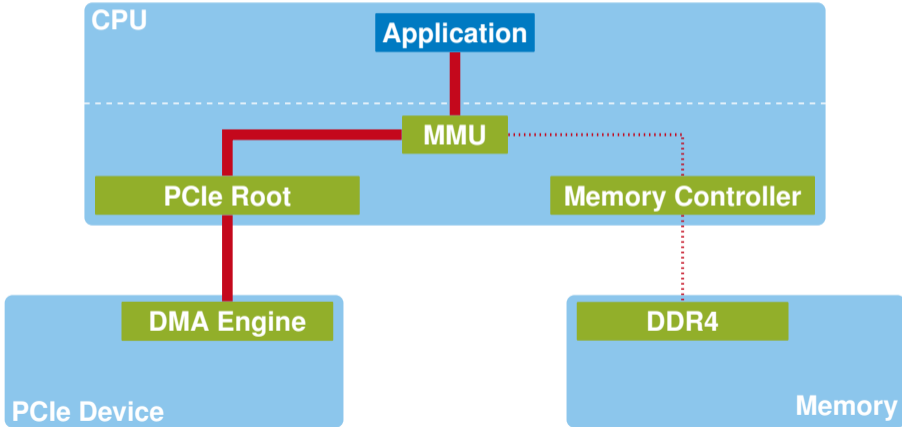 CPU
Application
MMU
PCIe Root
Memory Controller
DMA Engine
DDR4
PCIe Device
Memory